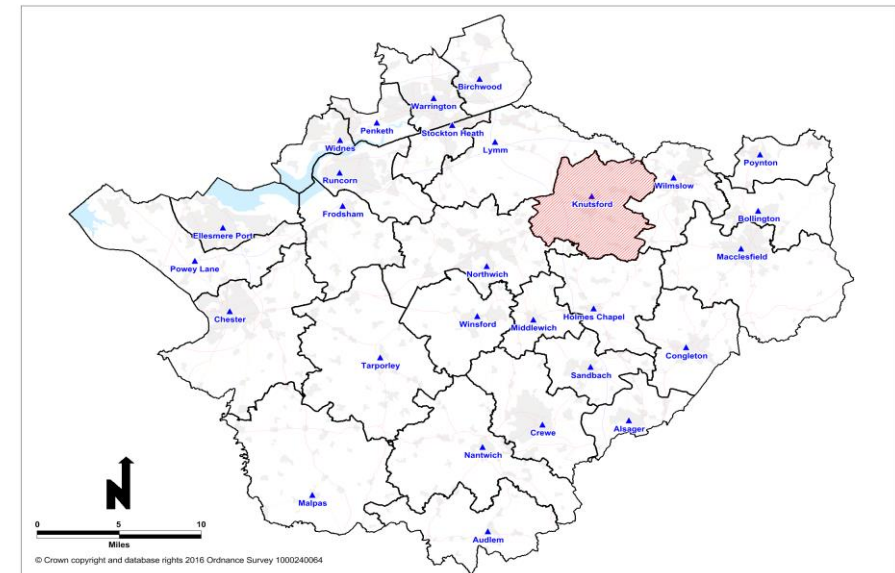 Birchwood
Warrington
Penketh
Stockton Heath
Widnes
Lymm
Poynton
Runcorn
Wilmslow
Knutsford
Frodsham
Bollington
Ellesmere Port
Macclesfield
Powey Lane
Northwich
Chester
Winsford
Middlewich
Holmes Chapel
Congleton
Tarporley
Sandbach
Crewe
Alsager
Nantwich
Malpas
Audlem
N
0 5 10
Miles
© Crown copyright and database rights 2016 Ordnance Survey 1000240064